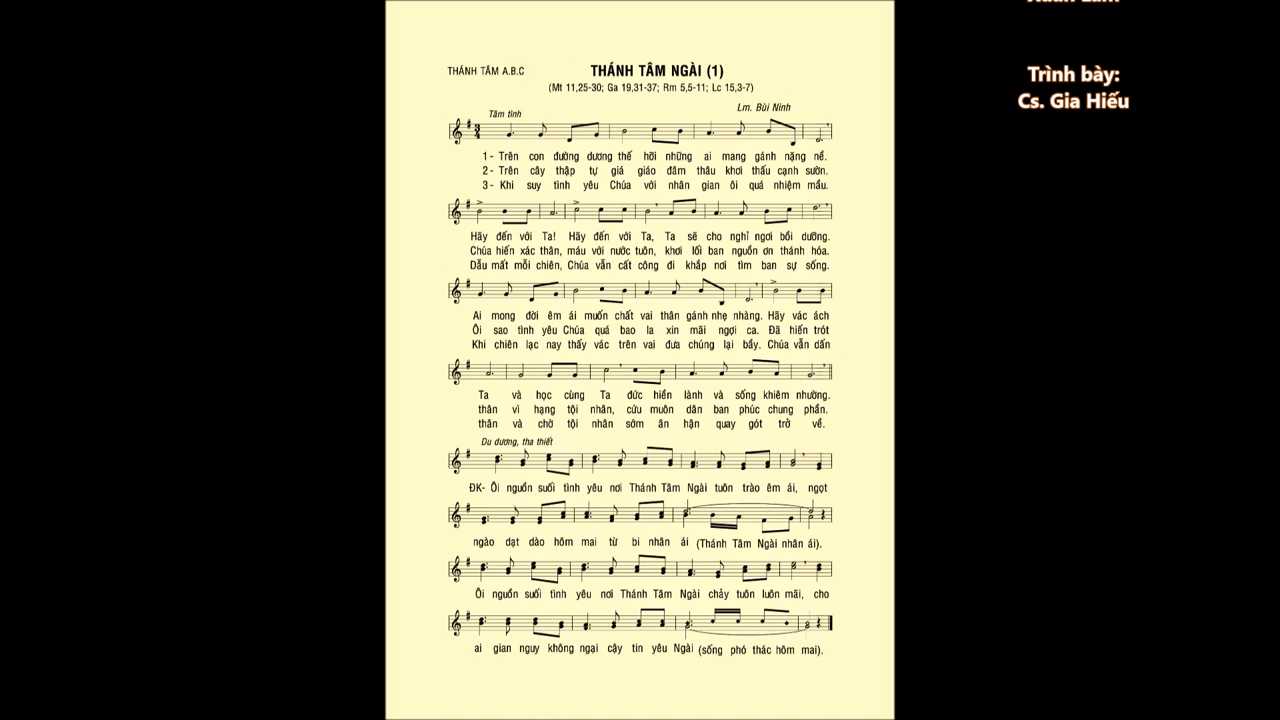 Xuân Lâm
Trình bày:
Cs. Gia Hiếu
THÁNH TÂM A.B.C
THÁNH TÂM NGÀI (1)
(Mt 11,25-30; Ga 19,31-37; Rm 5,5-11; Lc 15,3-7)
Lm. Bùi Ninh
Tâm tình
1- Trên con đường dương thế hỡi những ai mang gánh nặng nề.
2- Trên cây thập tự giá giáo đâm thâu khơi thấu cạnh sườn.
3- Khi suy tình yêu Chúa với nhân gian ôi quá nhiệm mầu.
Hãy đến với Ta! Hãy đến với Ta, Ta sẽ cho nghỉ ngơi bồi dưỡng.
Chúa hiến xác thân, máu với nước tuôn, khơi lối ban nguồn ơn thánh hóa.
Dẫu mất mỗi chiên, Chúa vẫn cất công đi khắp nơi tìm ban sự sống.
Ai mong đời êm ái muốn chất vai thân gánh nhẹ nhàng. Hãy vác ách
Ôi sao tình yêu Chúa quá bao la xin mãi ngợi ca. Đã hiến trót
Khi chiên lạc nay thấy vác trên vai đưa chúng lại bầy. Chúa vẫn dấn
Ta và học cùng Ta đức hiền lành và sống khiêm nhường.
thân vì hạng tội nhân, cứu muôn dân ban phúc chung phần.
thân và chờ tội nhân sớm ăn hận quay gót trở về.
Du dương, tha thiết
ĐK- Ôi nguồn suối tình yêu nơi Thánh Tâm Ngài tuôn trào êm ái, ngọt
ngào dạt dào hôm mai từ bi nhân ái (Thánh Tâm Ngài nhân ái).
Ôi nguồn suối tình yêu nơi Thánh Tâm Ngài chảy tuôn luôn mãi, cho
ai gian nguy không ngại cậy tin yêu Ngài (sống phó thác hôm mai).